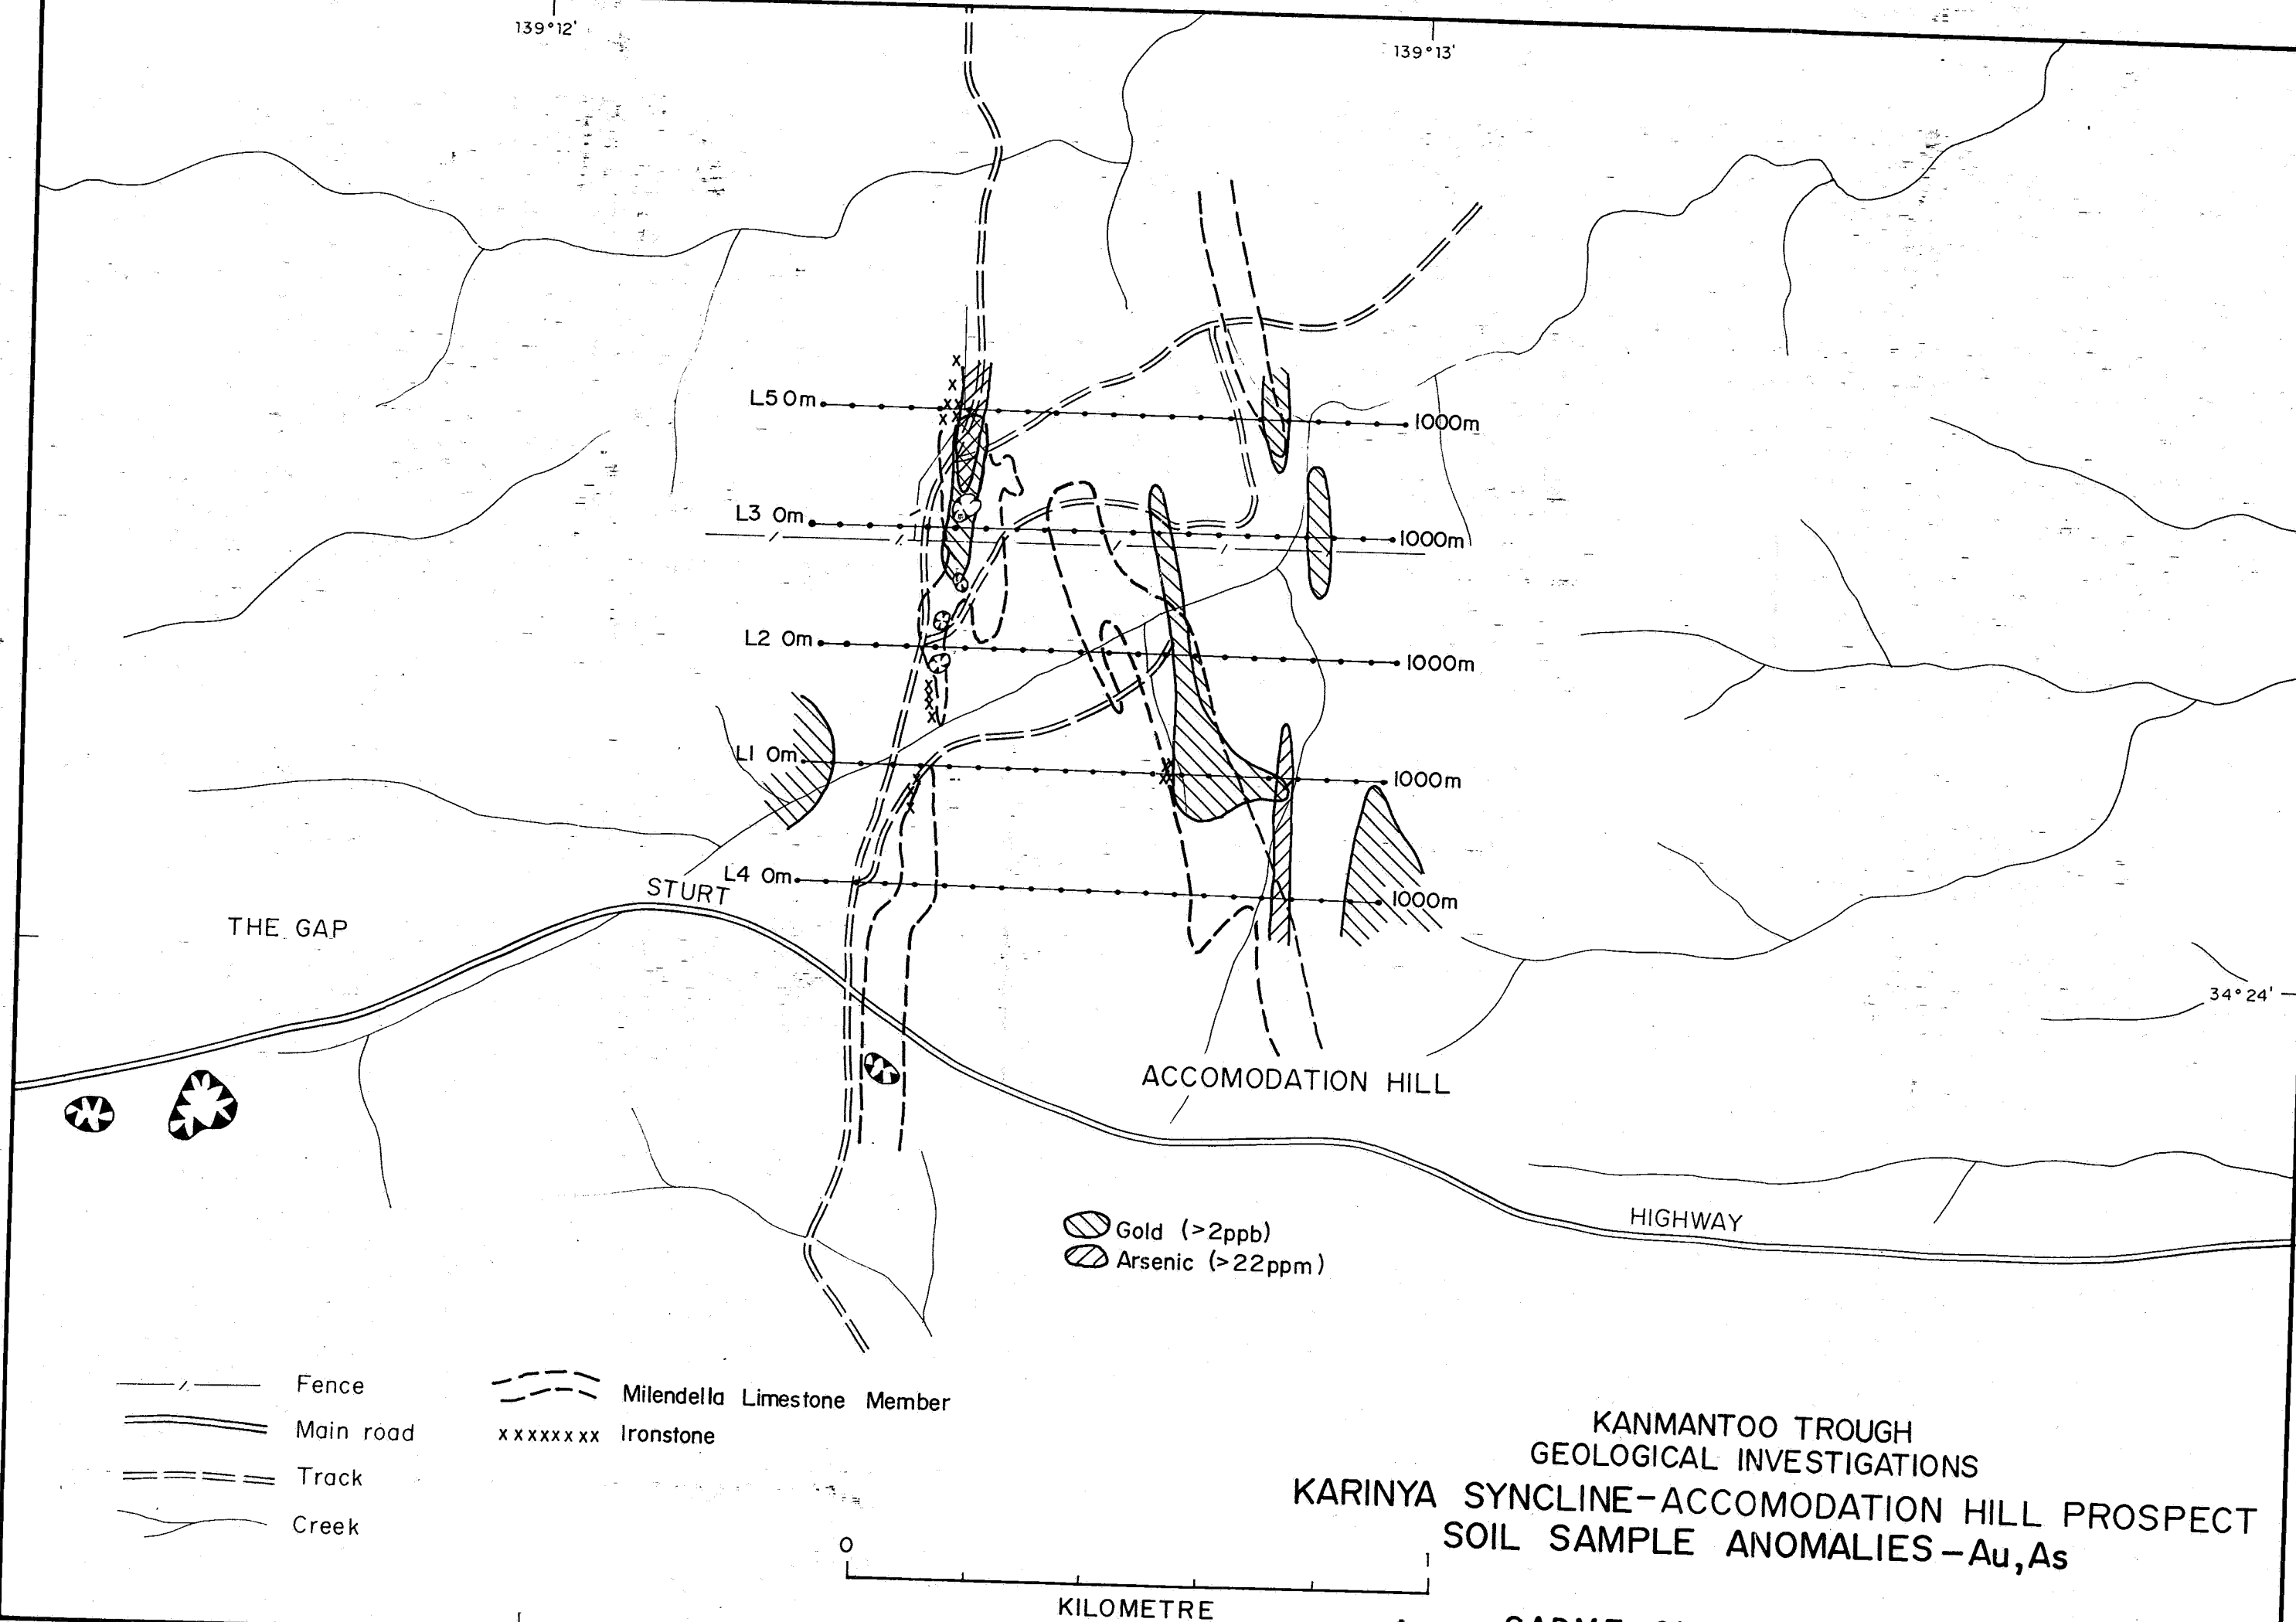 139°12'
139°13'
L5 0m
1000m
L3 0m
1000m
L2 0m
1000m
L1 0m
1000m
L4 0m
1000m
STURT
THE GAP
34°24'
ACCOMODATION HILL
HIGHWAY
Gold (>2ppb)
Arsenic (>22ppm)
Fence
Main road
Track
Creek
Milendella Limestone Member
xxxxxxxx Ironstone
KANMANTOO TROUGH
GEOLOGICAL INVESTIGATIONS
KARINYA SYNCLINE-ACCOMODATION HILL PROSPECT
SOIL SAMPLE ANOMALIES-Au,As
0
1
KILOMETRE